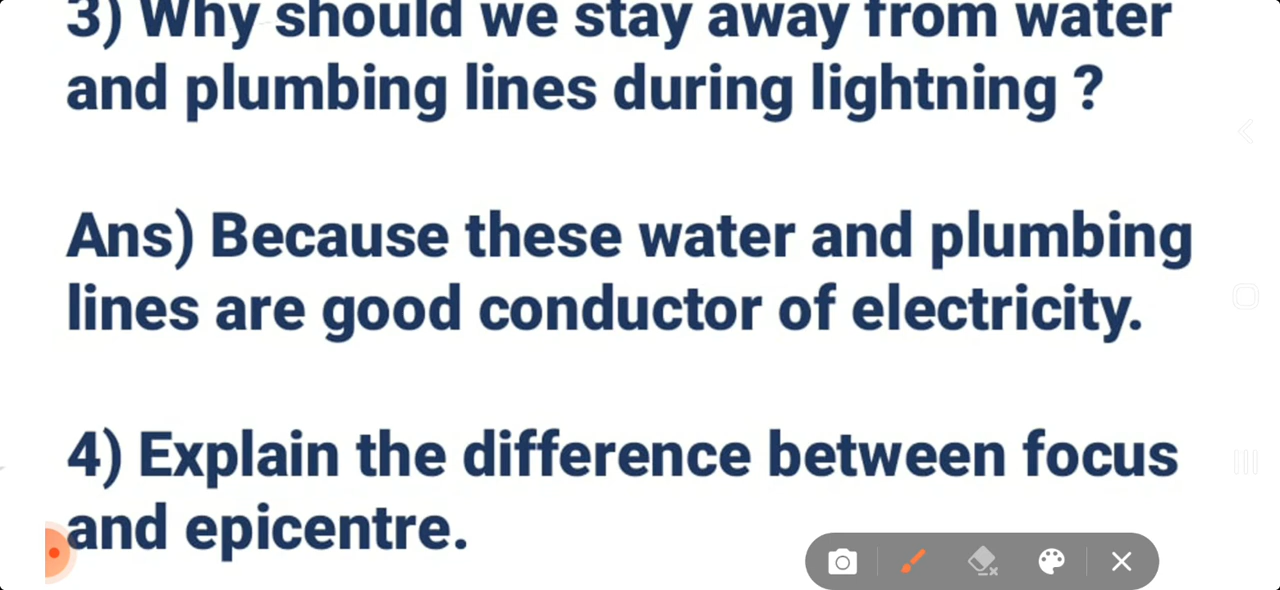 3) Why should we stay away from water
and plumbing lines during lightning ?
Ans) Because these water and plumbing
lines are good conductor of electricity.
4) Explain the difference between focus
and epicentre.